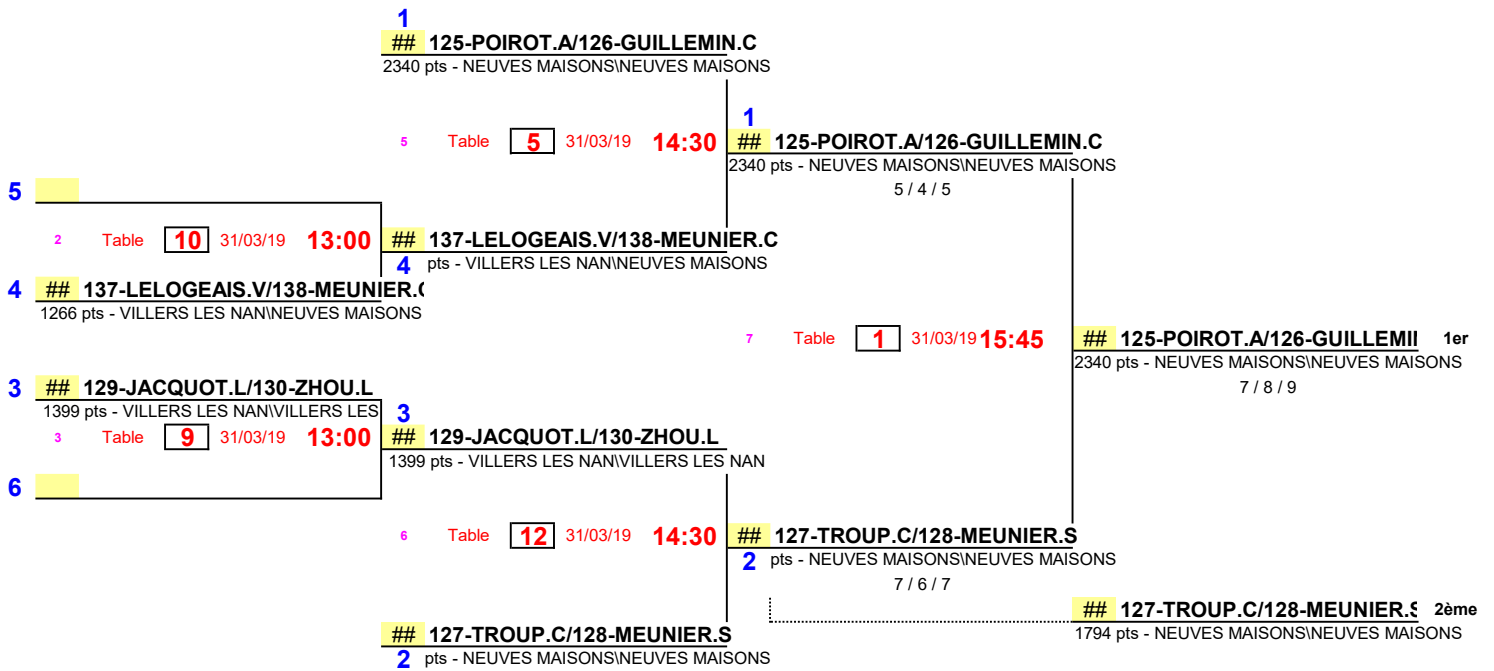 1
## 125-POIROT.A/126-GUILLEMIN.C
2340 pts - NEUVES MAISONS\NEUVES MAISONS
5 Table 5 31/03/19 14:30
1
## 125-POIROT.A/126-GUILLEMIN.C
2340 pts - NEUVES MAISONS\NEUVES MAISONS
5 / 4 / 5
5
2 Table 10 31/03/19 13:00
## 137-LELOGEAIS.V/138-MEUNIER.C
4 pts - VILLERS LES NAN\NEUVES MAISONS
4 ## 137-LELOGEAIS.V/138-MEUNIER.
1266 pts - VILLERS LES NAN\NEUVES MAISONS
7 Table 1 31/03/19 15:45
## 125-POIROT.A/126-GUILLEMI 1er
2340 pts - NEUVES MAISONS\NEUVES MAISONS
7 / 8 / 9
3 ## 129-JACQUOT.L/130-ZHOU.L
1399 pts - VILLERS LES NAN\VILLERS LES
3 Table 9 31/03/19 13:00
3
## 129-JACQUOT.L/130-ZHOU.L
1399 pts - VILLERS LES NAN\VILLERS LES NAN
6
6 Table 12 31/03/19 14:30
## 127-TROUP.C/128-MEUNIER.S
2 pts - NEUVES MAISONS\NEUVES MAISONS
7 / 6 / 7
## 127-TROUP.C/128-MEUNIER.S 2ème
1794 pts - NEUVES MAISONS\NEUVES MAISONS
## 127-TROUP.C/128-MEUNIER.S
2 pts - NEUVES MAISONS\NEUVES MAISONS